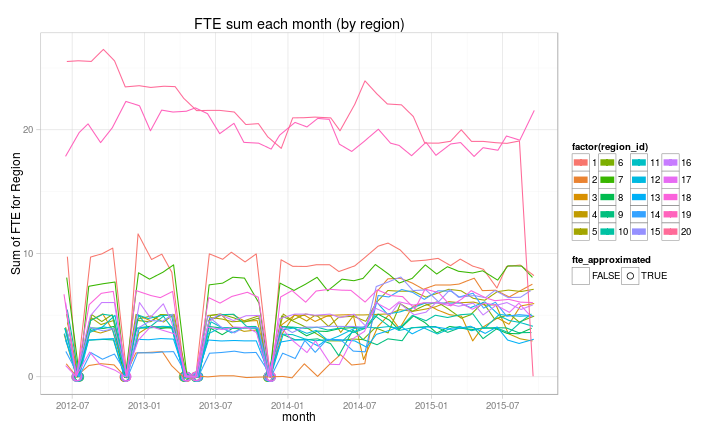 FTE sum each month (by region)
Sum of FTE for Region
20
10
0
2012-07 2013-01 2013-07 2014-01 2014-07 2015-01 2015-07
month
factor(region_id)
1 6 11 16
2 7 12 17
3 8 13 18
4 9 14 19
5 10 15 20
fte_approximated
FALSE TRUE